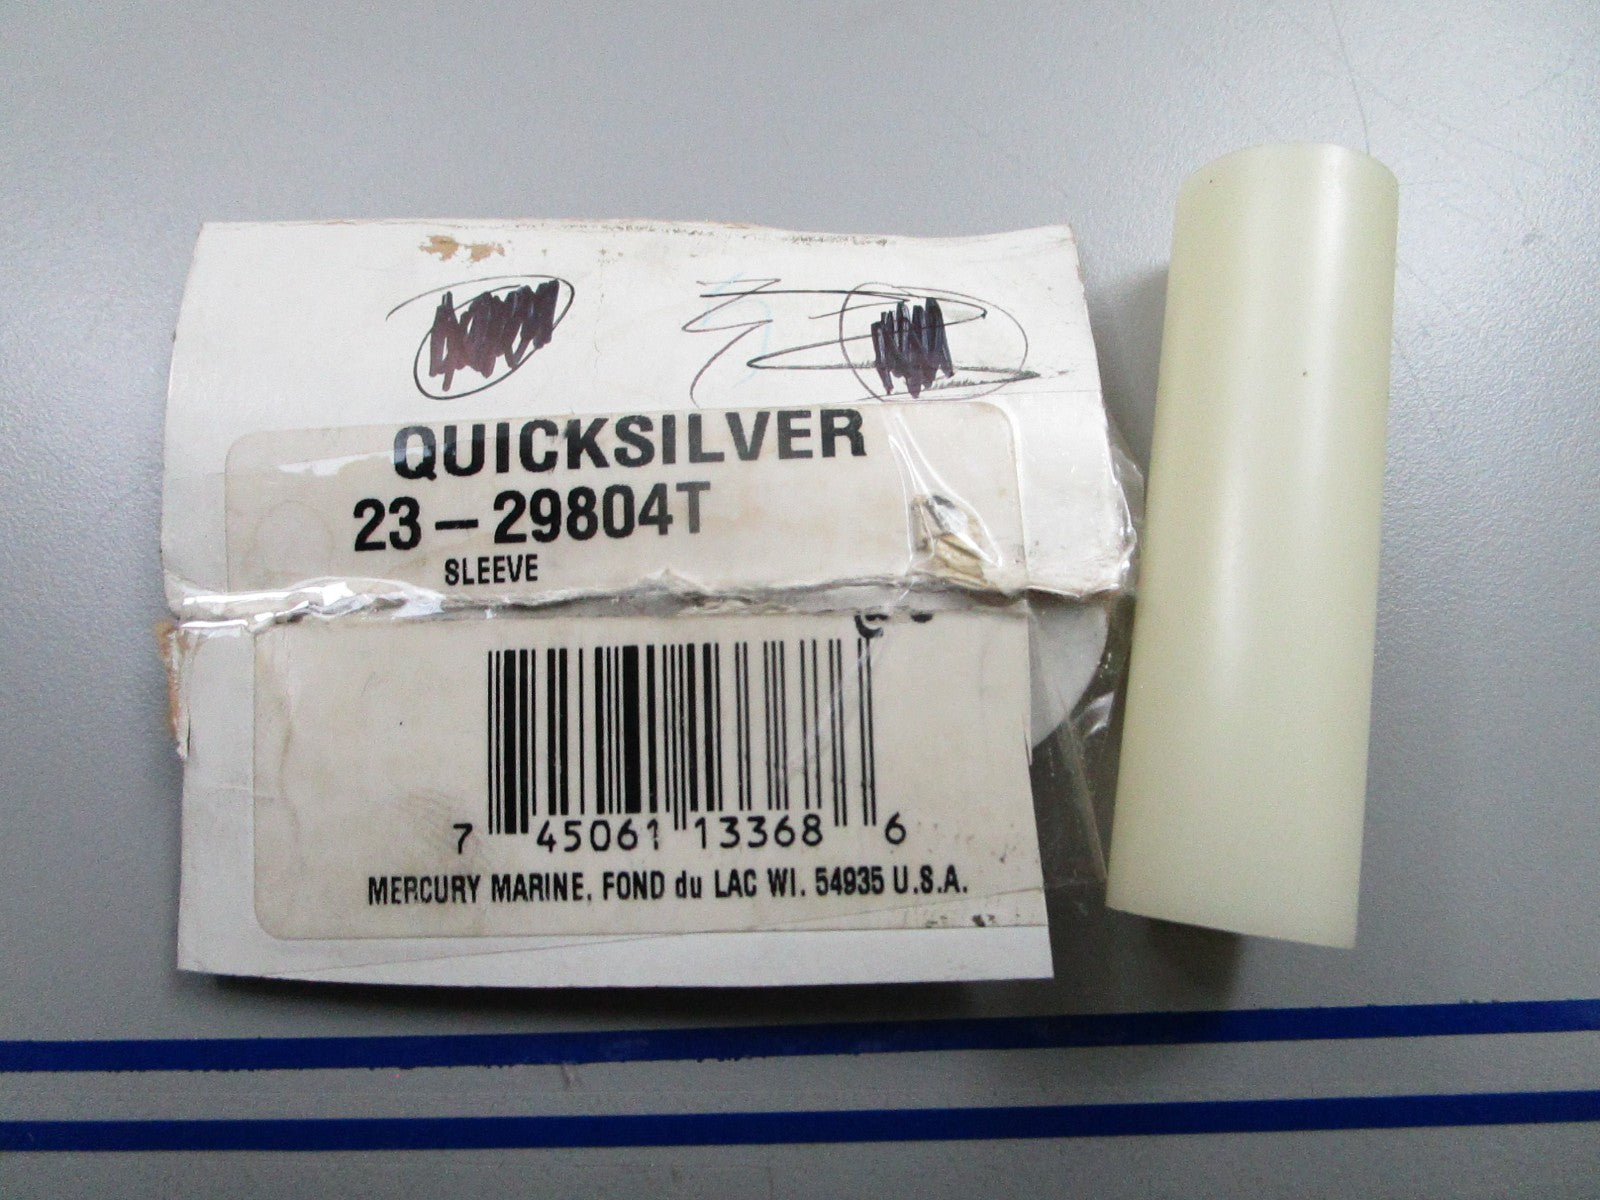 QUICKSILVER
23-29804T
SLEEVE
7 45061 13368 6
MERCURY MARINE, FOND du LAC WI. 54935 U.S.A.